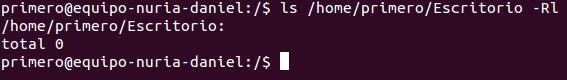 primero@equipo-nuria-daniel:/$ ls /home/primero/Escritorio -Rl
/home/primero/Escritorio:
total 0
primero@equipo-nuria-daniel:/$